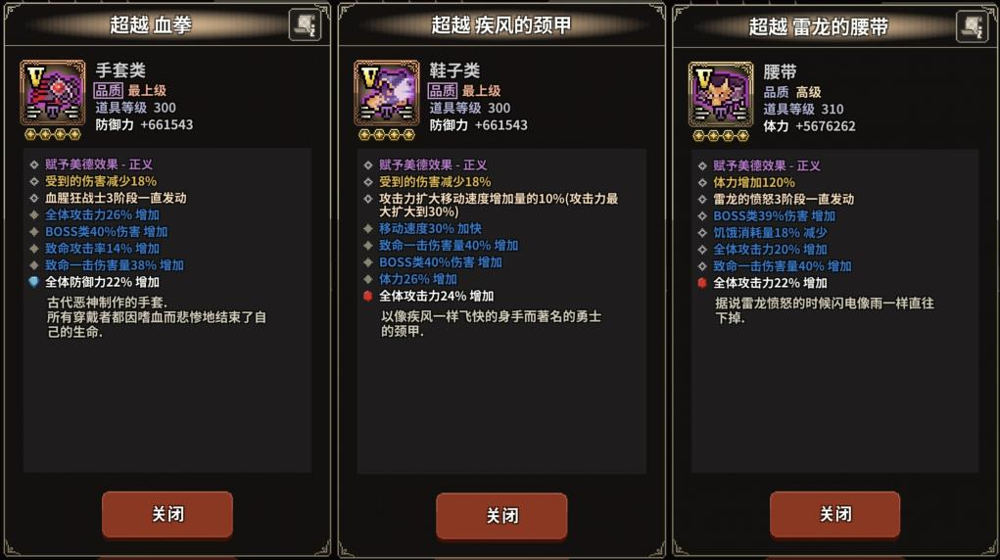 超越 血拳
V
手套类
品质 最上级
道具等级 300
防御力 +661543
赋予美德效果 - 正义
受到的伤害减少18%
血腥狂战士3阶段一直发动
全体攻击力26% 增加
BOSS类40%伤害 增加
致命攻击率14% 增加
致命一击伤害量38% 增加
全体防御力22% 增加
古代恶神制作的手套.
所有穿戴者都因嗜血而悲惨地结束了自
己的生命.
关闭
超越 疾风的颈甲
V
鞋子类
品质 最上级
道具等级 300
防御力 +661543
赋予美德效果 - 正义
受到的伤害减少18%
攻击力扩大移动速度增加量的10%(攻击力最
大扩大到30%)
移动速度30% 加快
致命一击伤害量40% 增加
BOSS类40%伤害 增加
体力26% 增加
全体攻击力24% 增加
以像疾风一样飞快的身手而著名的勇士
的颈甲.
关闭
超越 雷龙的腰带
V
腰带
品质 高级
道具等级 310
体力 +5676262
赋予美德效果 - 正义
体力增加120%
雷龙的愤怒3阶段一直发动
BOSS类39%伤害 增加
饥饿消耗量18% 减少
全体攻击力20% 增加
致命一击伤害量40% 增加
全体攻击力22% 增加
据说雷龙愤怒的时候闪电像雨一样直往
下掉.
关闭